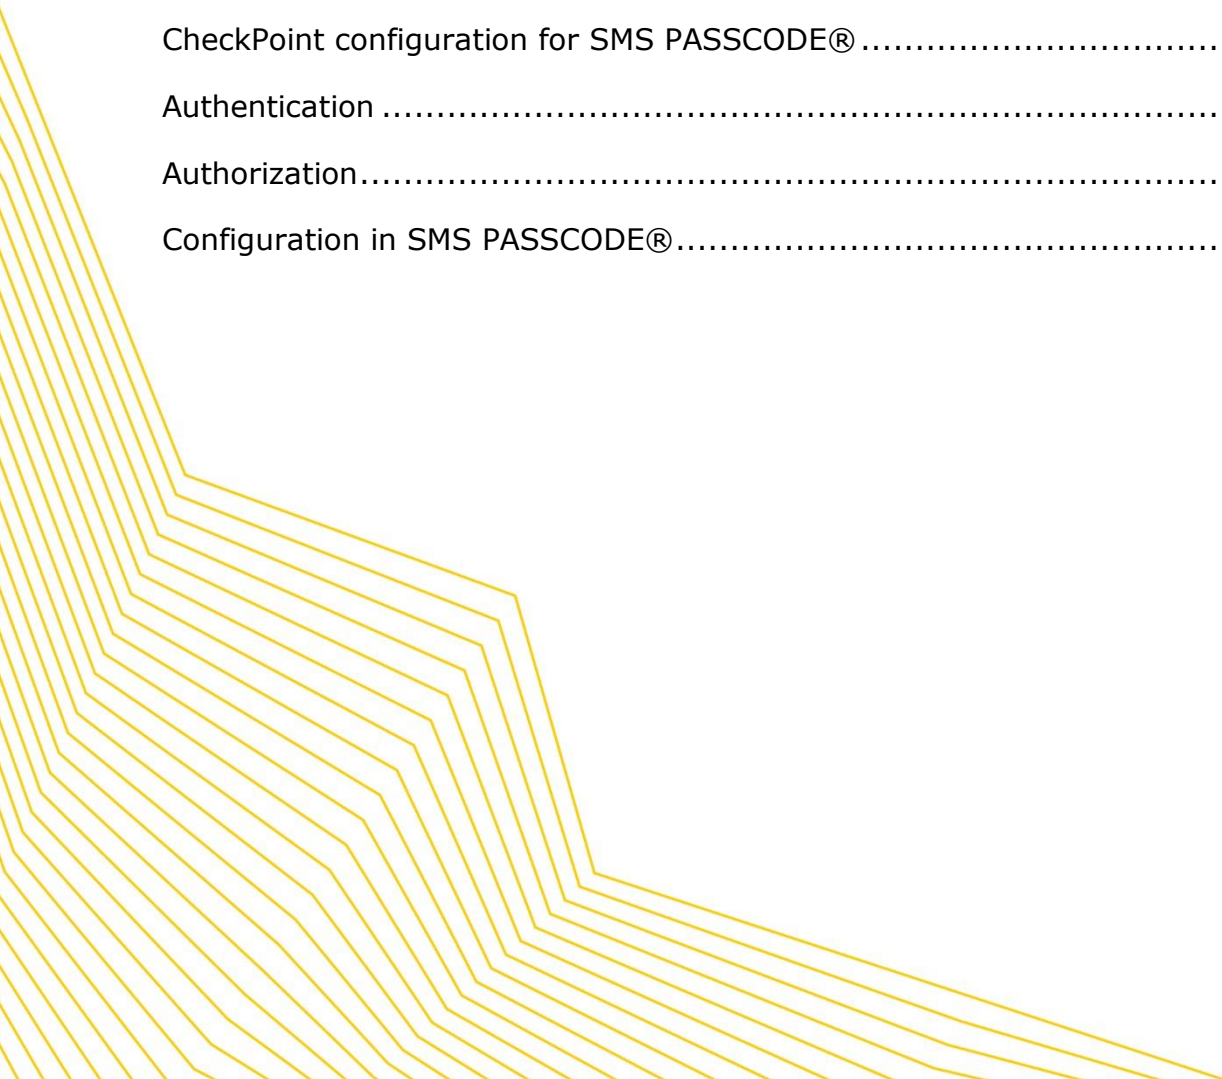 CheckPoint configuration for SMS PASSCODE® .................................
Authentication .............................................................................
Authorization...............................................................................
Configuration in SMS PASSCODE®..................................................